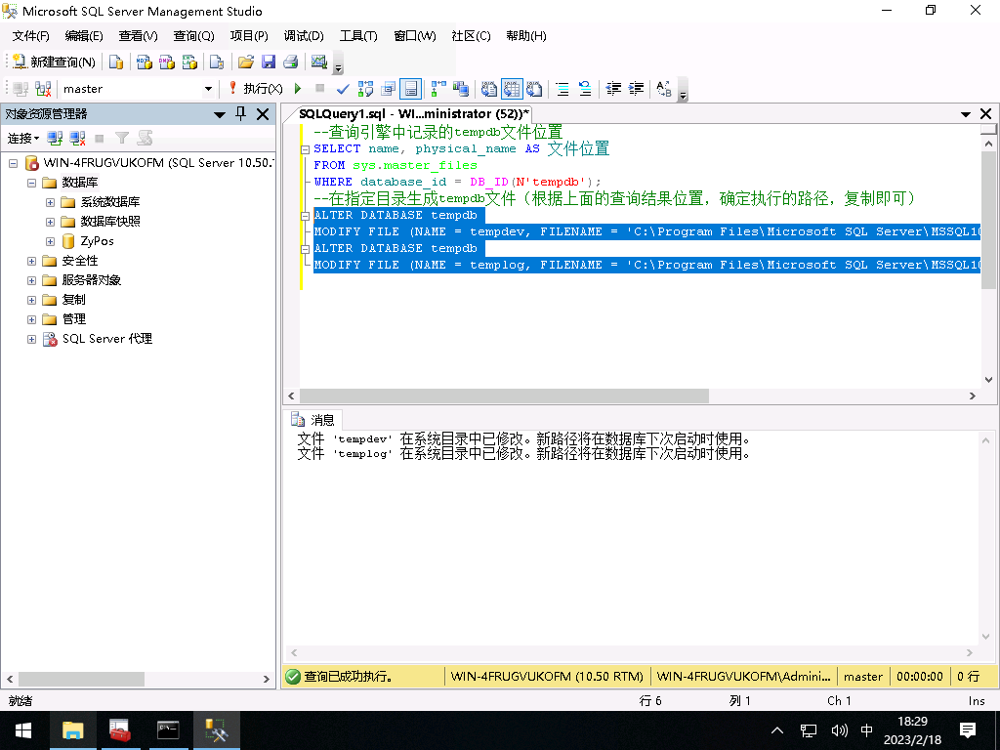 Microsoft SQL Server Management Studio
文件(F) 编辑(E) 查看(V) 查询(Q) 项目(P) 调试(D) 工具(T) 窗口(W) 社区(C) 帮助(H)
新建查询(N)
master 执行(X)
对象资源管理器
连接
WIN-4FRUGVUKOFM (SQL Server 10.50.
数据库
系统数据库
数据库快照
ZyPos
安全性
服务器对象
复制
管理
SQL Server 代理
SQLQuery1.sql - WI...ministrator (52))*
--查询引擎中记录的tempdb文件位置
SELECT name, physical_name AS 文件位置
FROM sys.master_files
WHERE database_id = DB_ID(N'tempdb');
--在指定目录生成tempdb文件（根据上面的查询结果位置，确定执行的路径，复制即可）
ALTER DATABASE tempdb
MODIFY FILE (NAME = tempdev, FILENAME = 'C:\Program Files\Microsoft SQL Server\MSSQL10
ALTER DATABASE tempdb
MODIFY FILE (NAME = templog, FILENAME = 'C:\Program Files\Microsoft SQL Server\MSSQL10
消息
文件 'tempdev' 在系统目录中已修改。新路径将在数据库下次启动时使用。
文件 'templog' 在系统目录中已修改。新路径将在数据库下次启动时使用。
查询已成功执行。 WIN-4FRUGVUKOFM (10.50 RTM) WIN-4FRUGVUKOFM\Admini... master 00:00:00 0 行
就绪 行 6 列 1 Ch 1 Ins
中 18:29
2023/2/18